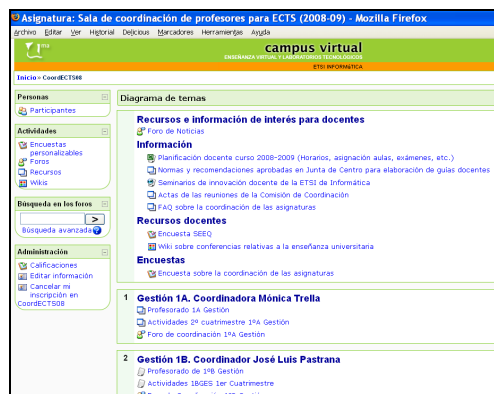 Asignatura: Sala de coordinación de profesores para ECTS (2008-09) - Mozilla Firefox
Archivo Editar Ver Historial Delicious Marcadores Herramientas Ayuda
uma
campus virtual
ENSEÑANZA VIRTUAL Y LABORATORIOS TECNOLÓGICOS
ETSI INFORMÁTICA
Inicio » CoordECTS08
Personas
Participantes
Actividades
Encuestas personalizables
Foros
Recursos
Wikis
Búsqueda en los foros
>
Búsqueda avanzada
Administración
Calificaciones
Editar información
Cancelar mi inscripción en CoordECTS08
Diagrama de temas
Recursos e información de interés para docentes
Foro de Noticias
Información
Planificación docente curso 2008-2009 (Horarios, asignación aulas, exámenes, etc.)
Normas y recomendaciones aprobadas en Junta de Centro para elaboración de guías docentes
Seminarios de innovación docente de la ETSI de Informática
Actas de las reuniones de la Comisión de Coordinación
FAQ sobre la coordinación de las asignaturas
Recursos docentes
Encuesta SEEQ
Wiki sobre conferencias relativas a la enseñanza universitaria
Encuestas
Encuesta sobre la coordinación de las asignaturas
1 Gestión 1A. Coordinadora Mónica Trella
Profesorado 1A Gestión
Actividades 2º cuatrimestre 1ºA Gestión
Foro de coordinación 1ºA Gestión
2 Gestión 1B. Coordinador José Luis Pastrana
Profesorado de 1ºB Gestión
Actividades 1BGES 1er Cuatrimestre